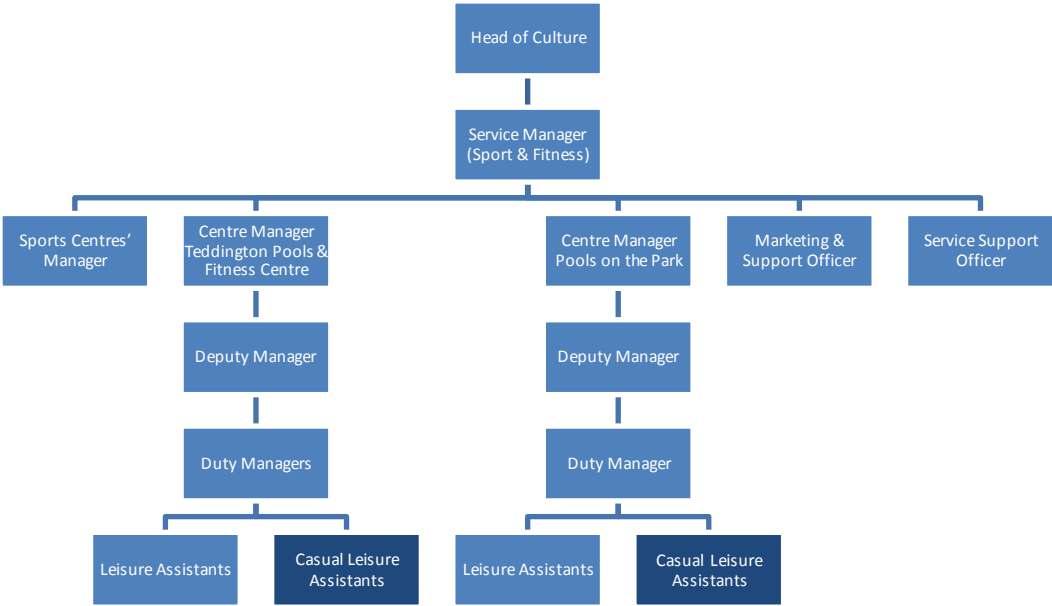 Head of Culture
Service Manager
(Sport & Fitness)
Sports Centres’
Manager
Centre Manager
Teddington Pools &
Fitness Centre
Centre Manager
Pools on the Park
Marketing &
Support Officer
Service Support
Officer
Deputy Manager
Deputy Manager
Duty Managers
Duty Manager
Leisure Assistants
Casual Leisure
Assistants
Leisure Assistants
Casual Leisure
Assistants